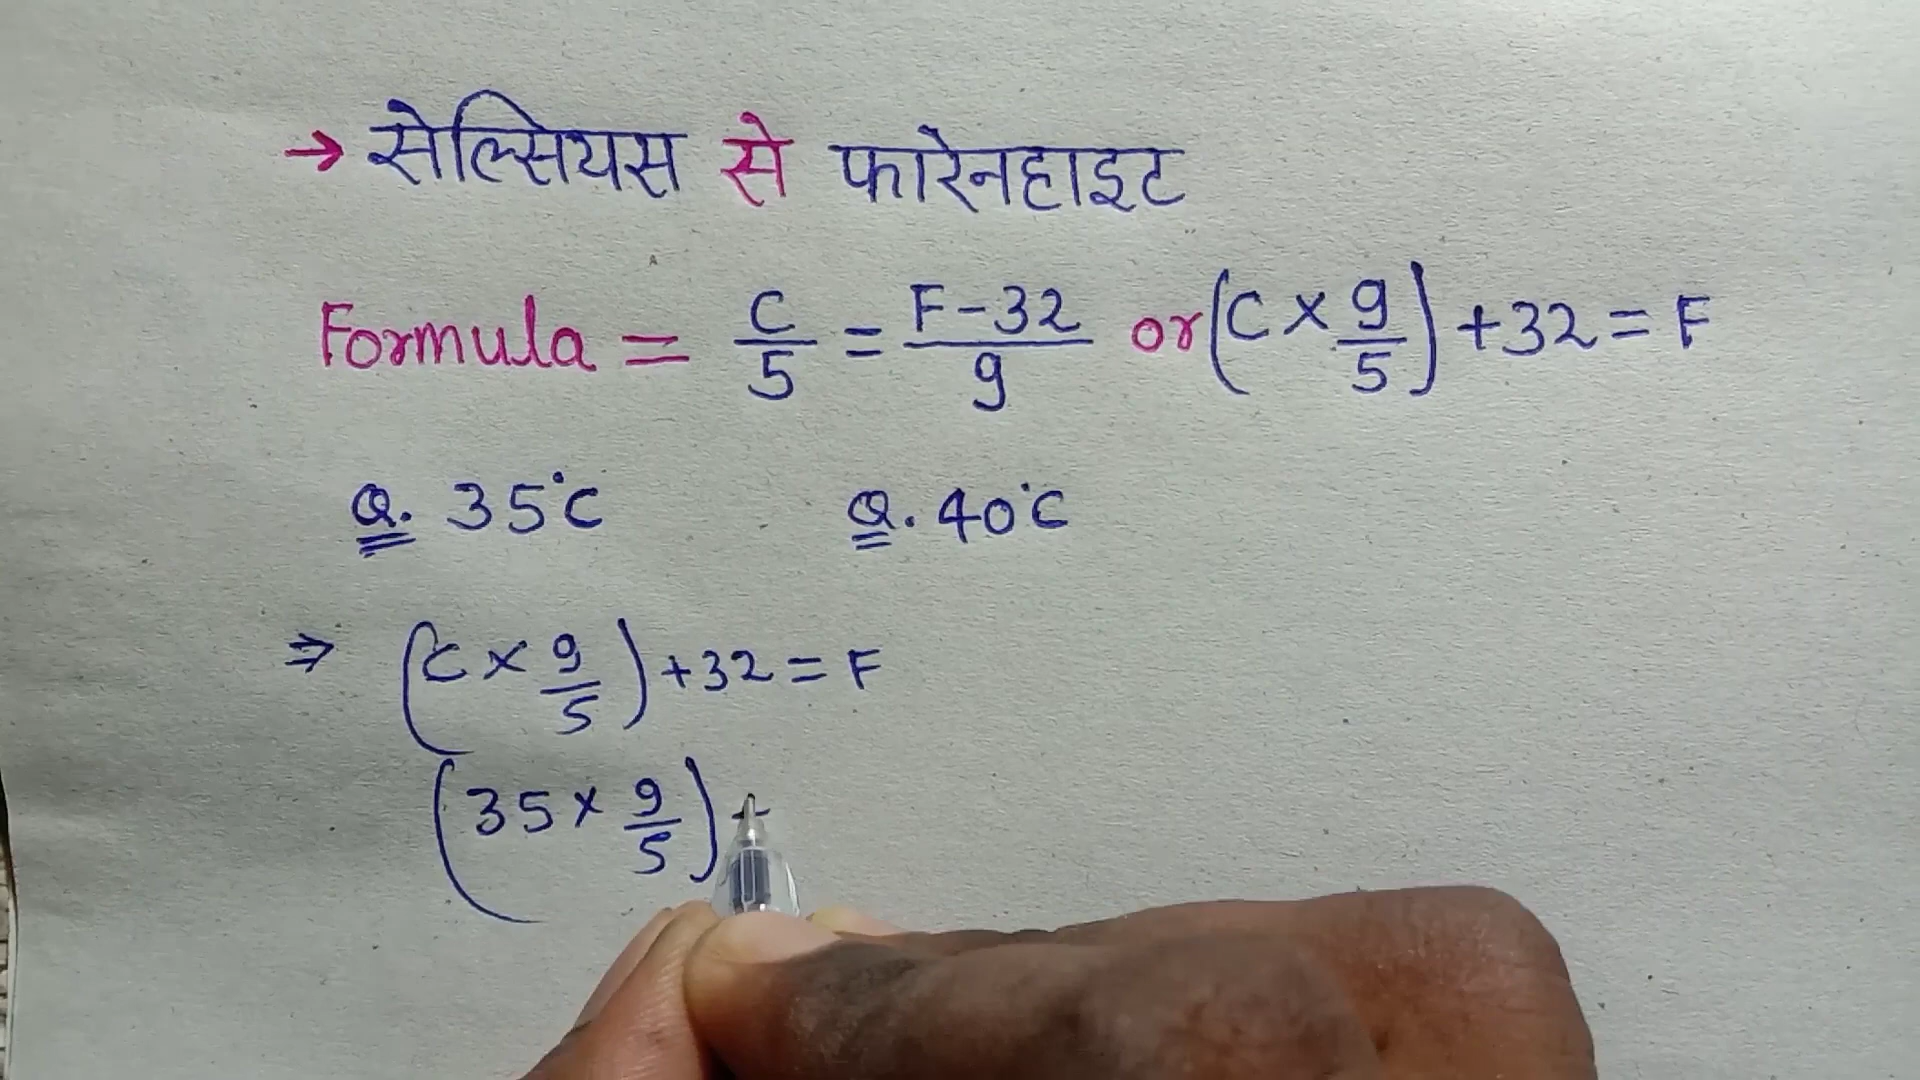 → सेल्सियस से फारेनहाइट
Formula = C/5 = F-32/9 or (C × 9/5) +32 = F
Q. 35°C Q. 40°C
⇒ (C × 9/5) +32 = F
(35 × 9/5) +